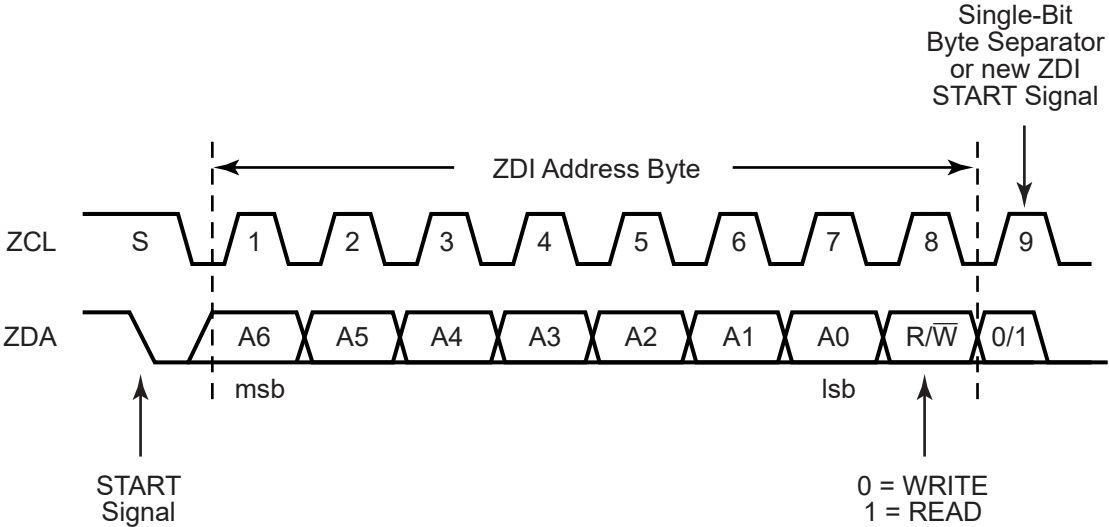 Single-Bit
Byte Separator
or new ZDI
START Signal
ZDI Address Byte
ZCL S 1 2 3 4 5 6 7 8 9
ZDA A6 A5 A4 A3 A2 A1 A0 R/W̅ 0/1
msb lsb
START
Signal
0 = WRITE
1 = READ